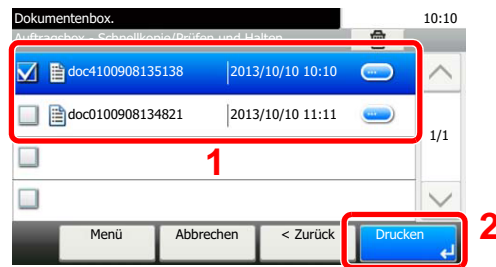 Dokumentenbox. 10:10
Auftragsbox - Schnellkopie/Prüfen und Halten
doc4100908135138 2013/10/10 10:10
doc0100908134821 2013/10/10 11:11
1/1
1
Menü Abbrechen < Zurück Drucken 2